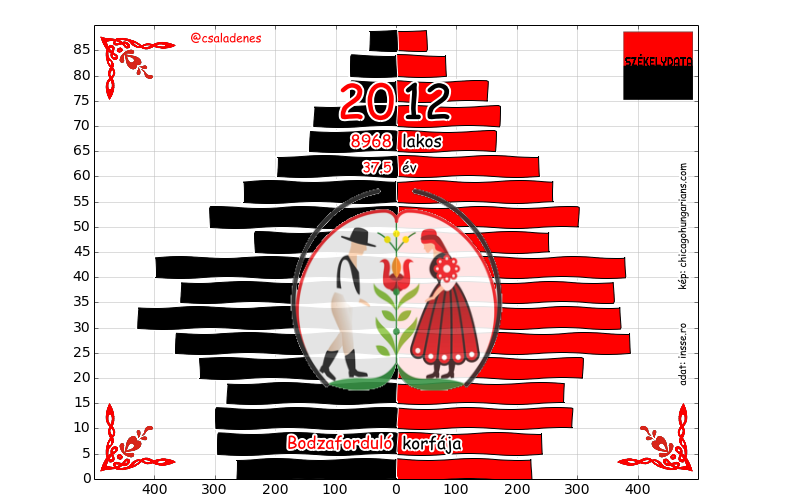 @csaladenes
SZÉKELYDATA
2012
8968 lakos
37.5 év
kép: chicagohungarians.com
adat: insse.ro
Bodzaforduló korfája
85
80
75
70
65
60
55
50
45
40
35
30
25
20
15
10
5
0
400 300 200 100 0 100 200 300 400